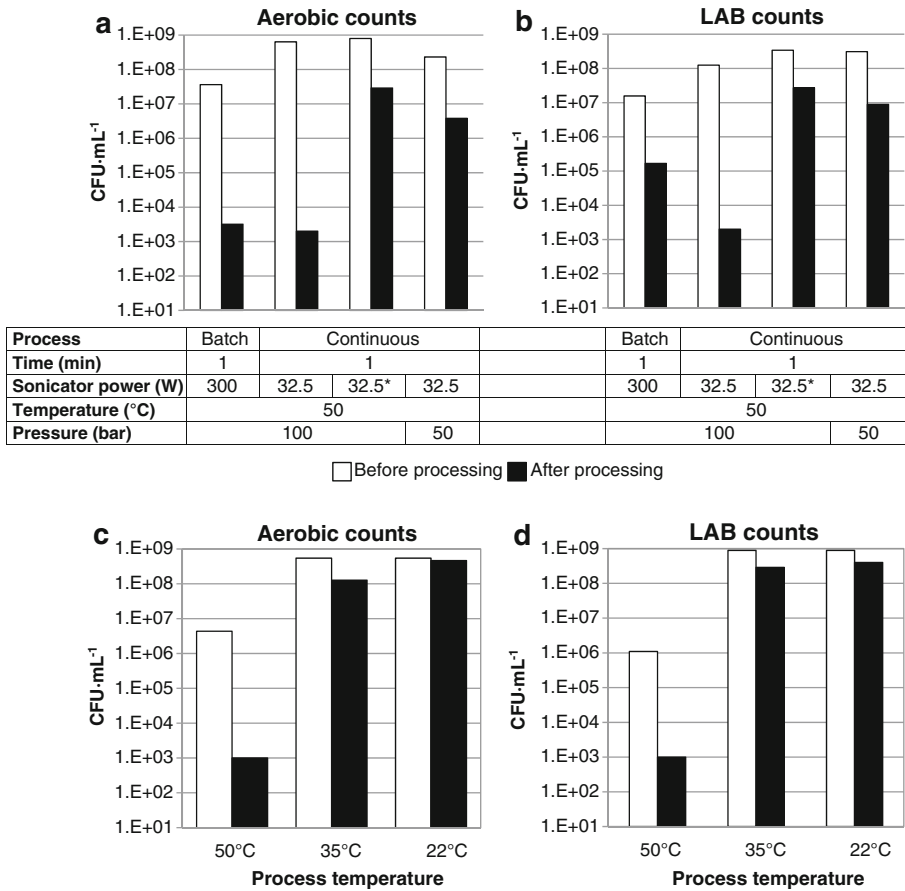 a Aerobic counts
1.E+09
1.E+08
1.E+07
1.E+06
1.E+05
1.E+04
1.E+03
1.E+02
1.E+01
CFU·mL-1
b LAB counts
1.E+09
1.E+08
1.E+07
1.E+06
1.E+05
1.E+04
1.E+03
1.E+02
1.E+01
CFU·mL-1
Process Batch Continuous Batch Continuous
Time (min) 1 1 1 1
Sonicator power (W) 300 32.5 32.5* 32.5 300 32.5 32.5* 32.5
Temperature (°C) 50 50
Pressure (bar) 100 50 100 50
Before processing After processing
c Aerobic counts
1.E+09
1.E+08
1.E+07
1.E+06
1.E+05
1.E+04
1.E+03
1.E+02
1.E+01
CFU·mL-1
50°C 35°C 22°C
Process temperature
d LAB counts
1.E+09
1.E+08
1.E+07
1.E+06
1.E+05
1.E+04
1.E+03
1.E+02
1.E+01
CFU·mL-1
50°C 35°C 22°C
Process temperature